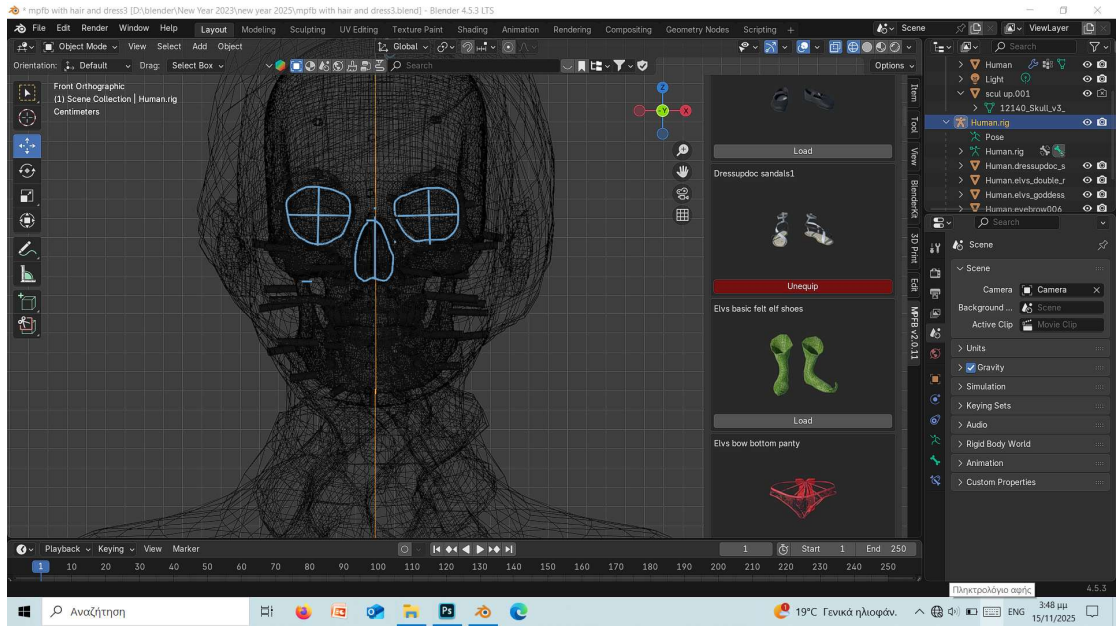 * mpfb with hair and dress3 [D:\blender\New Year 2023\new year 2025\mpfb with hair and dress3.blend] - Blender 4.5.3 LTS
File Edit Render Window Help Layout Modeling Sculpting UV Editing Texture Paint Shading Animation Rendering Compositing Geometry Nodes Scripting + Scene ViewLayer
Object Mode View Select Add Object Global Search
Orientation: Default Drag: Select Box Search Options
Front Orthographic
(1) Scene Collection | Human.rig
Centimeters
Z
-Y
X
Load
Dressupdoc sandals1
Unequip
Elvs basic felt elf shoes
Load
Elvs bow bottom panty
Item
Tool
View
BlenderKit
3D Print
Edit
MPFB v2.0.11
Human
Light
scul up.001
12140_Skull_v3_
Human.rig
Pose
Human.rig
Human.dressupdoc_s
Human.elvs_double_r
Human.elvs_goddess
Human.eyebrow006
Search
Scene
Scene
Camera Camera
Background ... Scene
Active Clip Movie Clip
Units
Gravity
Simulation
Keying Sets
Audio
Rigid Body World
Animation
Custom Properties
Playback Keying View Marker 1 Start 1 End 250
1 10 20 30 40 50 60 70 80 90 100 110 120 130 140 150 160 170 180 190 200 210 220 230 240 250
Πληκτρολόγιο αφής
4.5.3
Αναζήτηση
19°C Γενικά ηλιοφάν.
ENG
3:48 μμ
15/11/2025